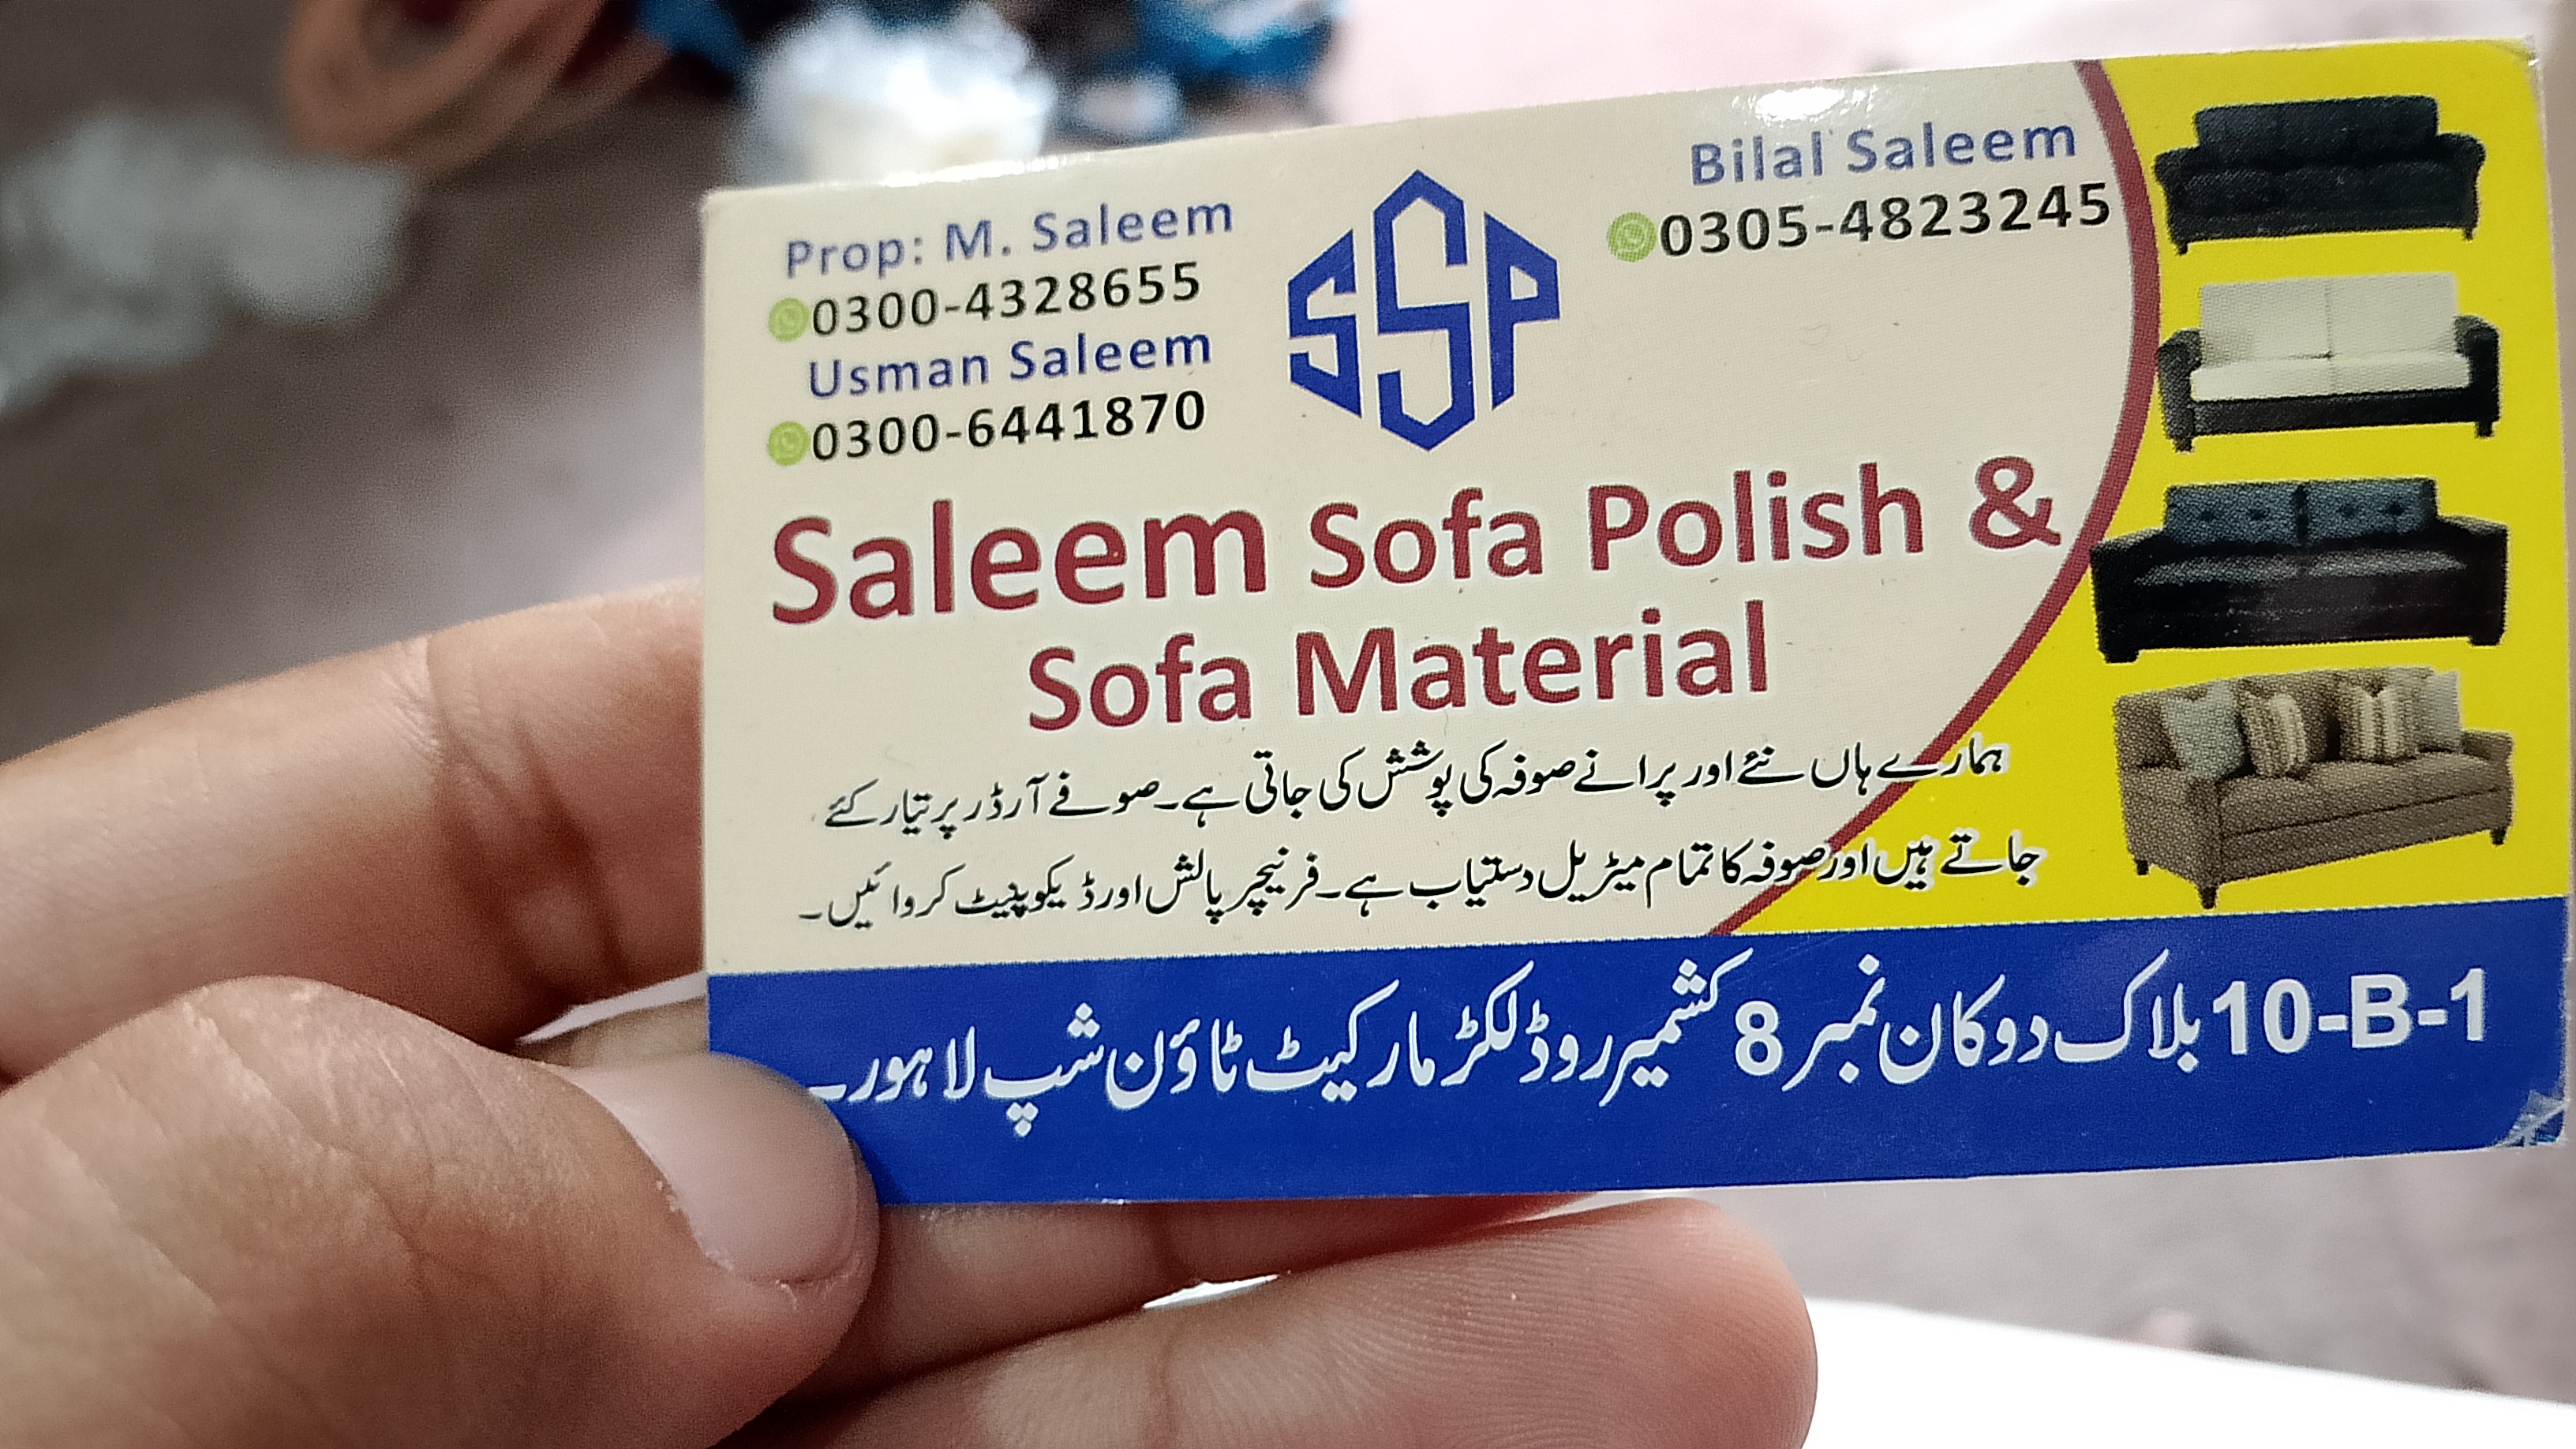 Prop: M. Saleem
0300-4328655
Usman Saleem
0300-6441870
SSP
Bilal Saleem
0305-4823245
Saleem Sofa Polish &
Sofa Material
ہمارے ہاں نئے اور پرانے صوفہ کی پوشش کی جاتی ہے۔ صوفے آرڈر پر تیار کئے
جاتے ہیں اور صوفہ کا تمام میٹریل دستیاب ہے۔ فرنیچر پالش اور ڈیکو پینٹ کروائیں۔
10-B-1 بلاک دوکان نمبر 8 کشمیر روڈ لکڑ مارکیٹ ٹاؤن شپ لاہور۔